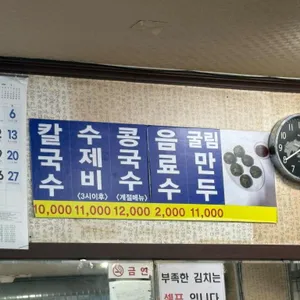 칼국수
10,000
수제비
<3시이후>
11,000
콩국수
<계절메뉴>
12,000
음료수
2,000
굴림만두
11,000
6
13
20
27
금연
부족한 김치는
셀프 입니다